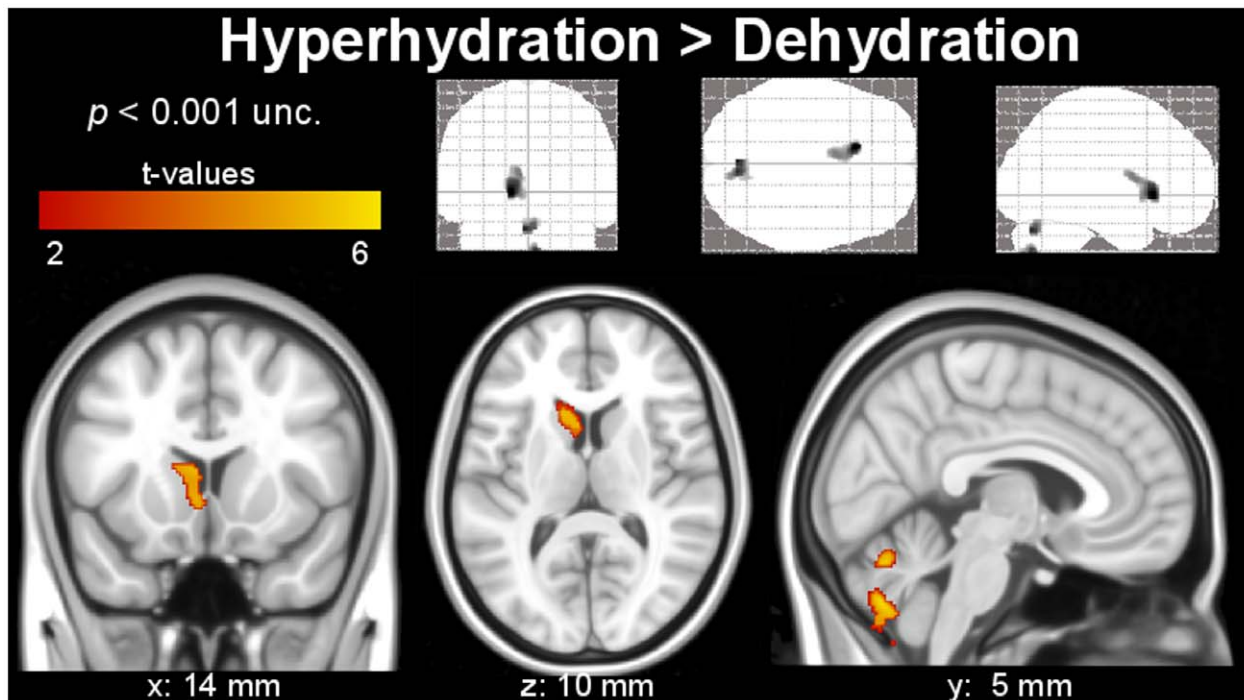 Hyperhydration > Dehydration
p < 0.001 unc.
t-values
2 6
x: 14 mm
z: 10 mm
y: 5 mm